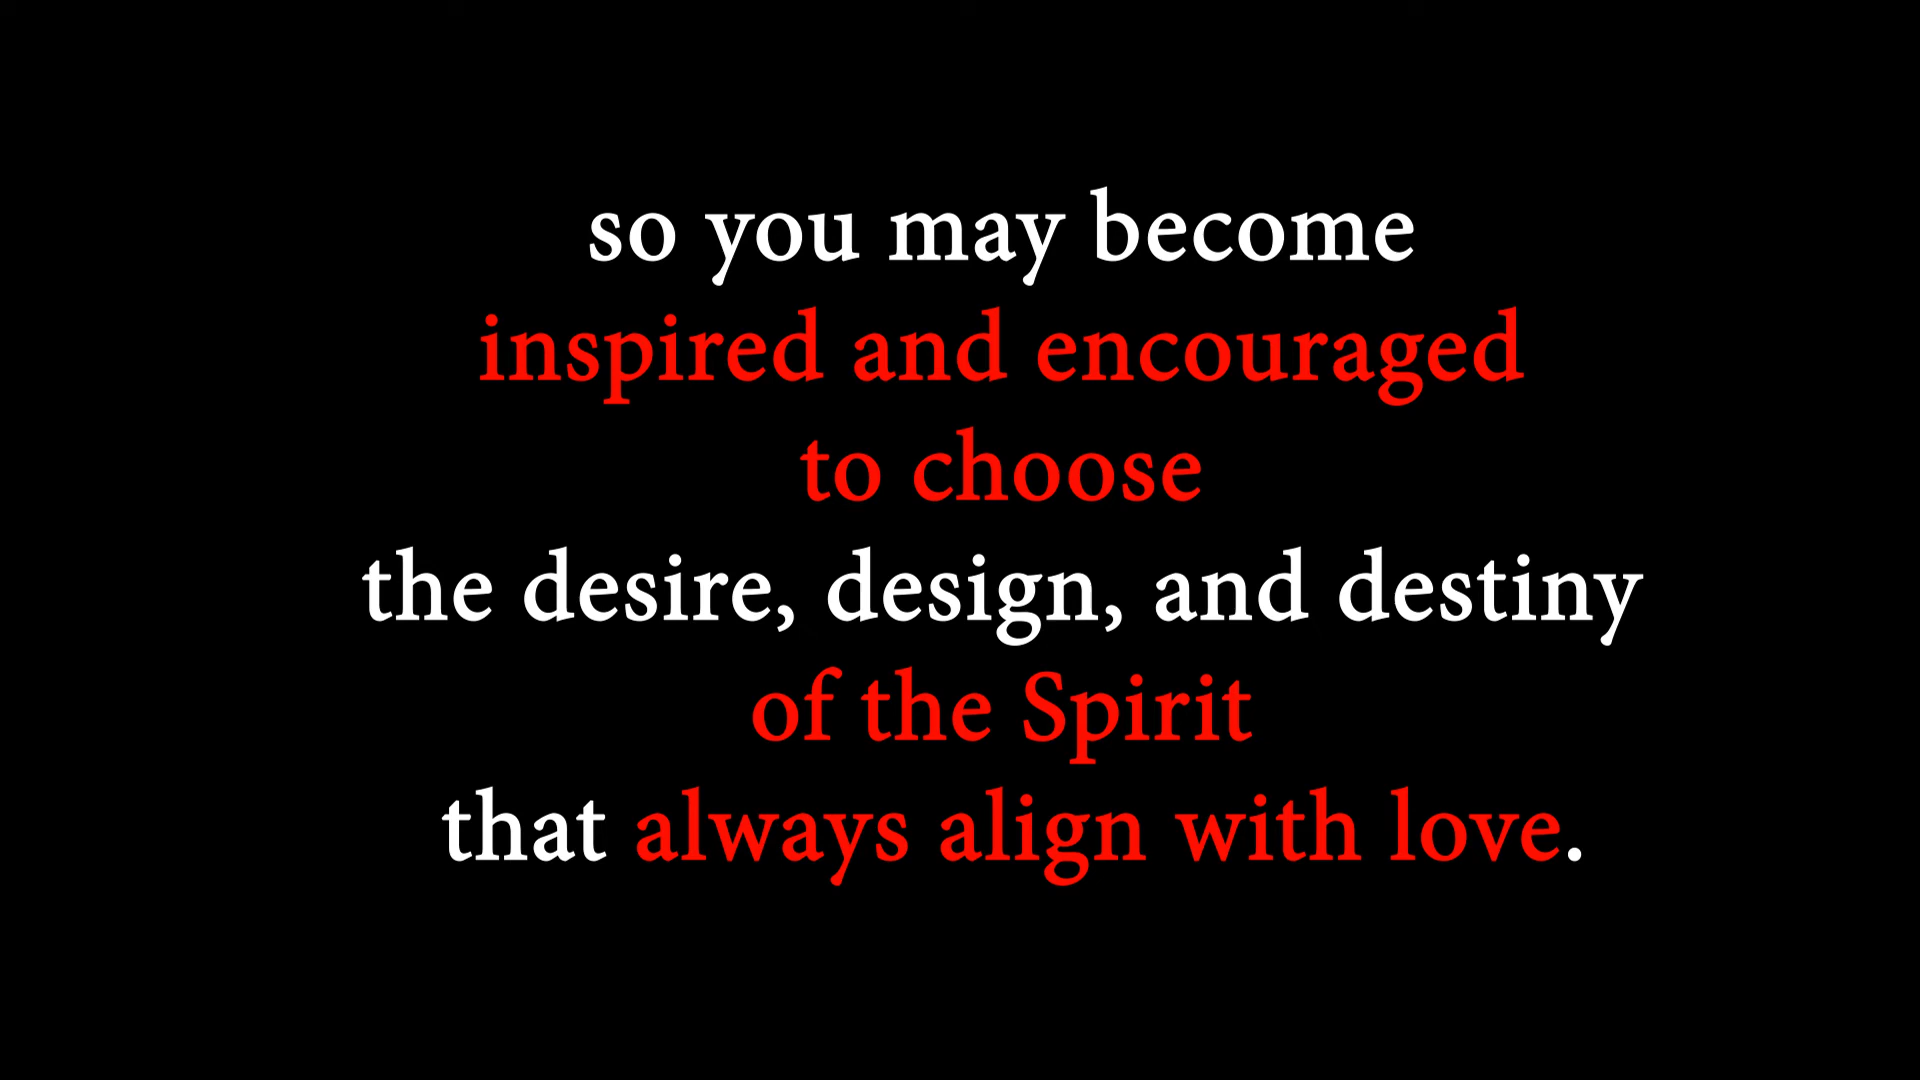 so you may become
inspired and encouraged
to choose
the desire, design, and destiny
of the Spirit
that always align with love.